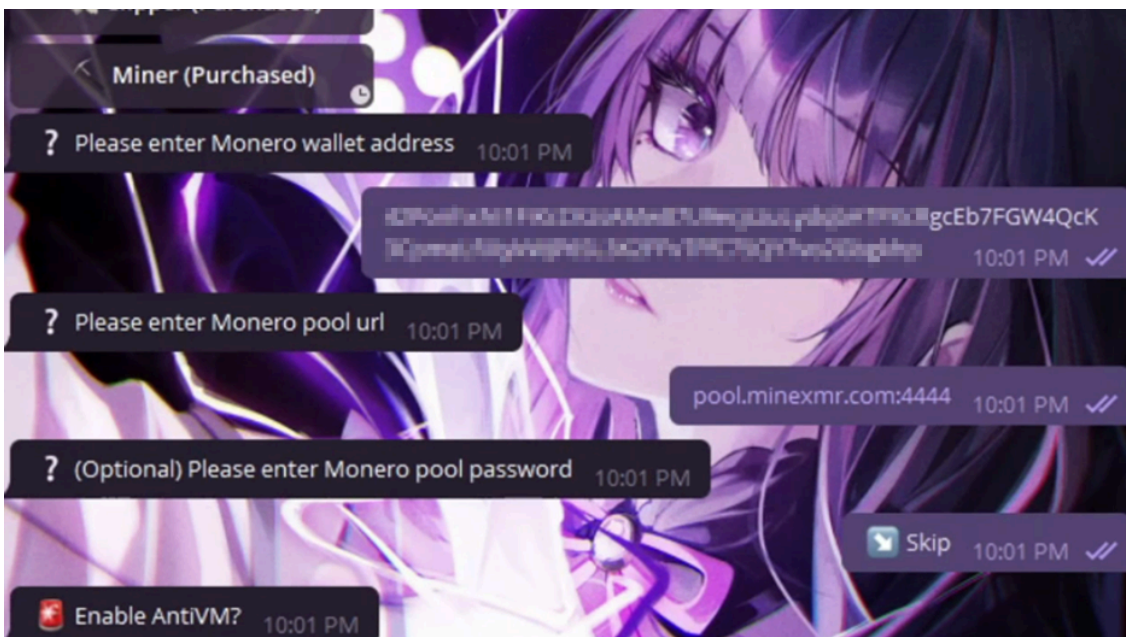 (Purchased)
Miner (Purchased)
? Please enter Monero wallet address 10:01 PM
gcEb7FGW4QcK
10:01 PM
? Please enter Monero pool url 10:01 PM
pool.minexmr.com:4444 10:01 PM
? (Optional) Please enter Monero pool password 10:01 PM
Skip 10:01 PM
Enable AntiVM? 10:01 PM